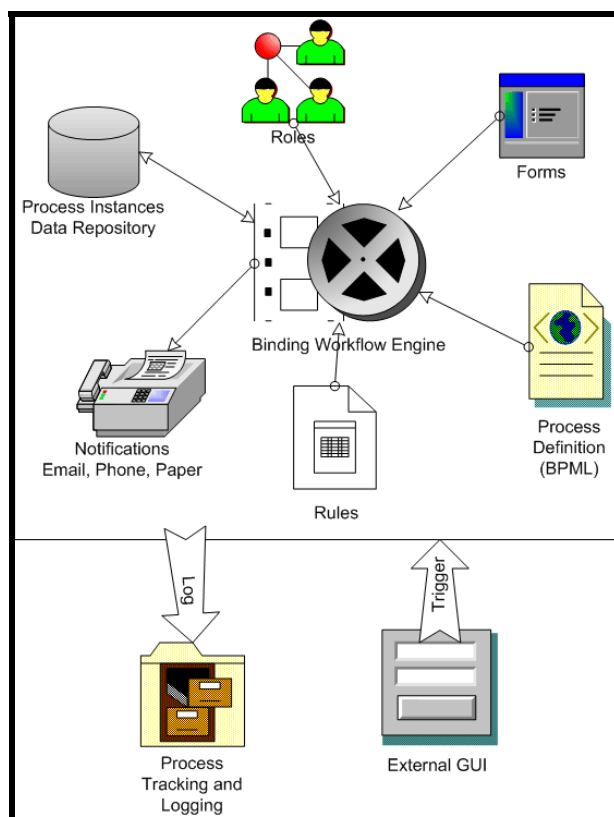 Roles
Forms
Process Instances
Data Repository
Binding Workflow Engine
Notifications
Email, Phone, Paper
Rules
Process
Definition
(BPML)
Log
Trigger
Process
Tracking and
Logging
External GUI